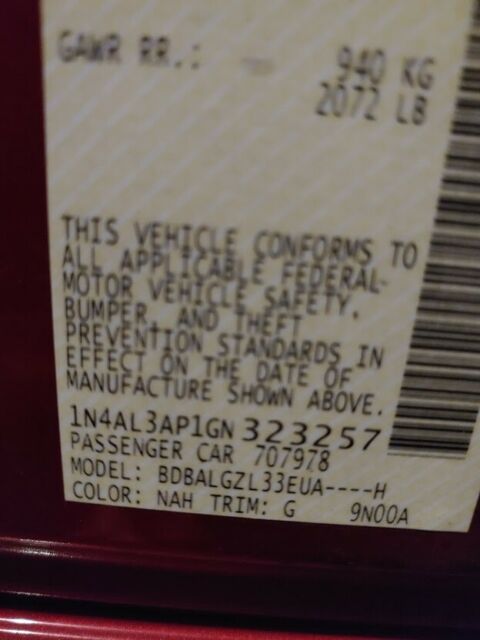 GAWR RR.: 940 KG
2072 LB
THIS VEHICLE CONFORMS TO
ALL APPLICABLE FEDERAL-
MOTOR VEHICLE SAFETY,
BUMPER, AND THEFT
PREVENTION STANDARDS IN
EFFECT ON THE DATE OF
MANUFACTURE SHOWN ABOVE.
1N4AL3AP1GN 323257
PASSENGER CAR 707978
MODEL: BDBALGZL33EUA----H
COLOR: NAH TRIM: G 9N00A